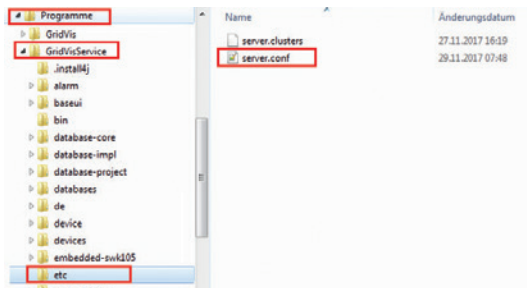 Programme
GridVis
GridVisService
.install4j
alarm
baseui
bin
database-core
database-impl
database-project
databases
de
device
devices
embedded-swk105
etc
Name
Änderungsdatum
server.clusters
27.11.2017 16:19
server.conf
29.11.2017 07:48